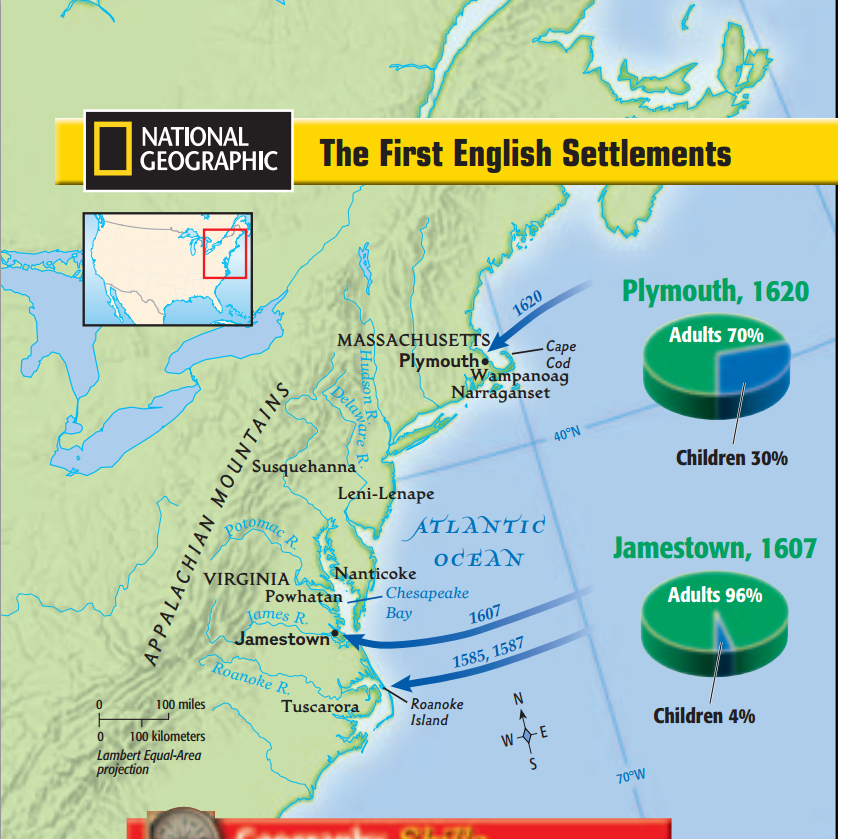 NATIONAL
GEOGRAPHIC
The First English Settlements
Plymouth, 1620
Adults 70%
Children 30%
1620
MASSACHUSETTS
Plymouth
Cape
Cod
Wampanoag
Narraganset
Hudson R.
Delaware R.
40°N
APPALACHIAN MOUNTAINS
Susquehanna
Leni-Lenape
ATLANTIC
OCEAN
Potomac R.
VIRGINIA
Nanticoke
Powhatan
Chesapeake
Bay
James R.
Jamestown
1607
1585, 1587
Roanoke R.
Tuscarora
Roanoke
Island
Jamestown, 1607
Adults 96%
Children 4%
0 100 miles
0 100 kilometers
Lambert Equal-Area
projection
N
W E
S
70°W
Geography Skills